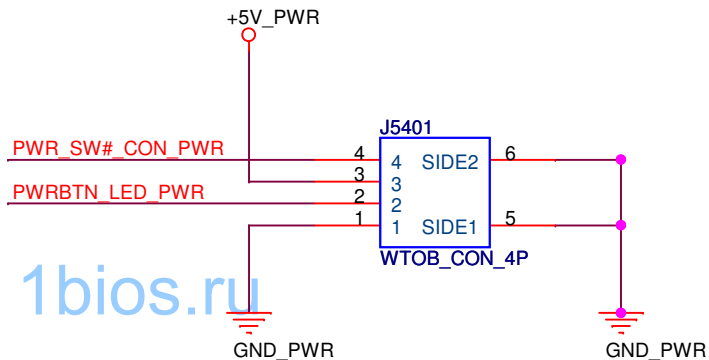 +5V_PWR
J5401
PWR_SW#_CON_PWR
4 4 SIDE2 6
3 3
PWRBTN_LED_PWR
2 2
1 1 SIDE1 5
WTOB_CON_4P
1bios.ru
GND_PWR GND_PWR